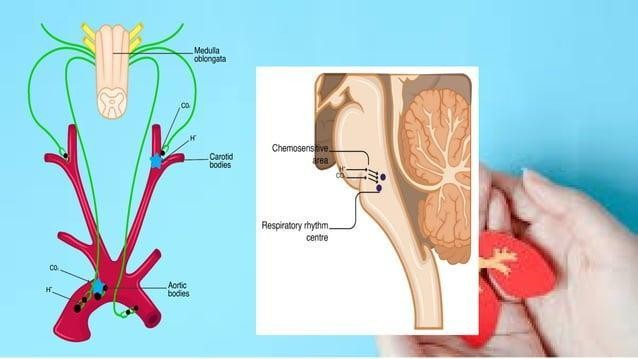 Medulla
oblongata
CO₂
H⁺
Carotid
bodies
CO₂
H⁺
Aortic
bodies
Chemosensitive
area
H⁺
CO₂
Respiratory rhythm
centre